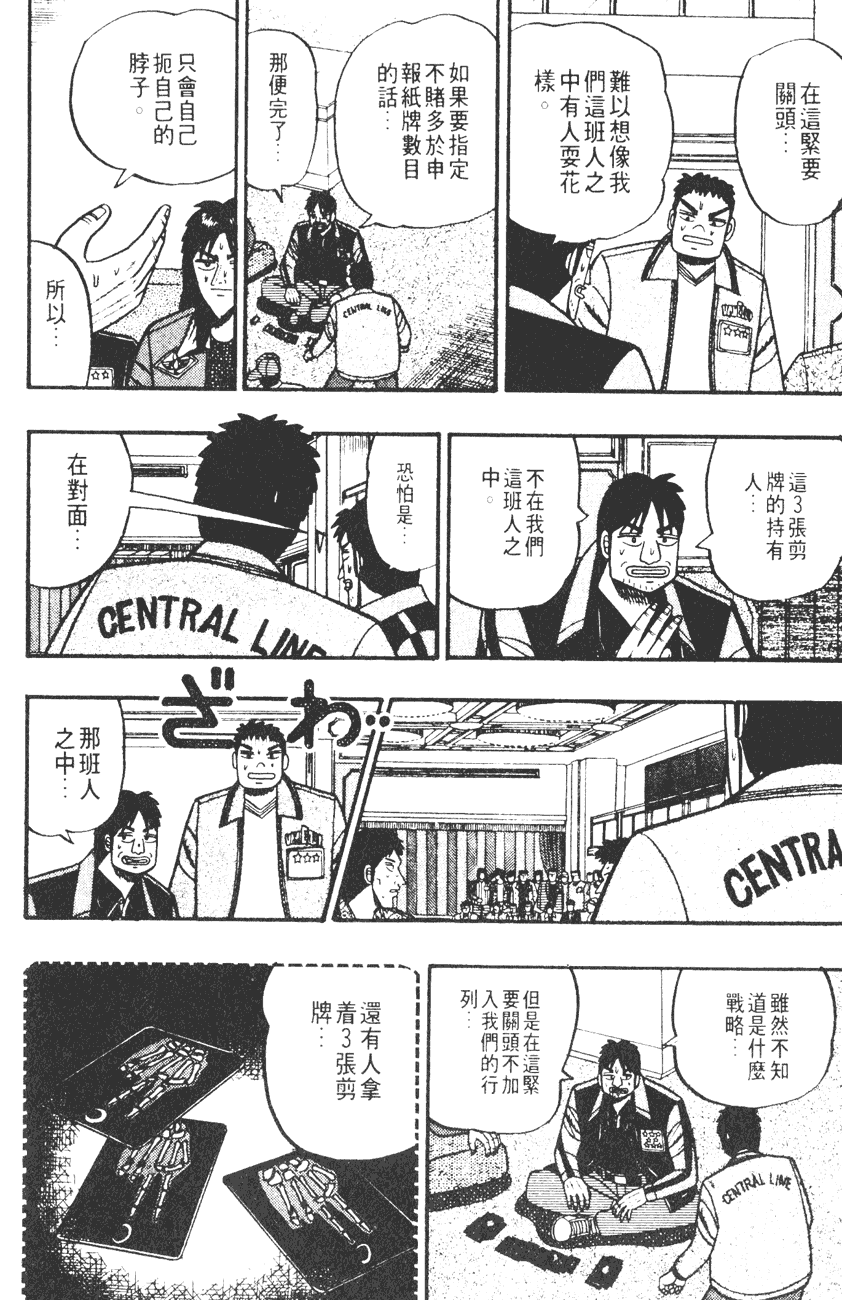 在這緊要
關頭…
難以想像我
們這班人之
中有人耍花
樣。
如果要指定
不賭多於申
報紙牌數目
的話…
那便完了…
CENTRAL LINE
只會自己
扼自己的
脖子。
所以…
這3張剪
牌的持有
人…
不在我們
這班人之
中。
恐怕是…
在對面…
CENTRAL LINE
CENTRA
ざわ‥
那班人
之中…
雖然不知
道是什麼
戰略…
但是在這緊
要關頭不加
入我們的行
列…
CENTRAL LINE
還有人拿
着3張剪
牌…